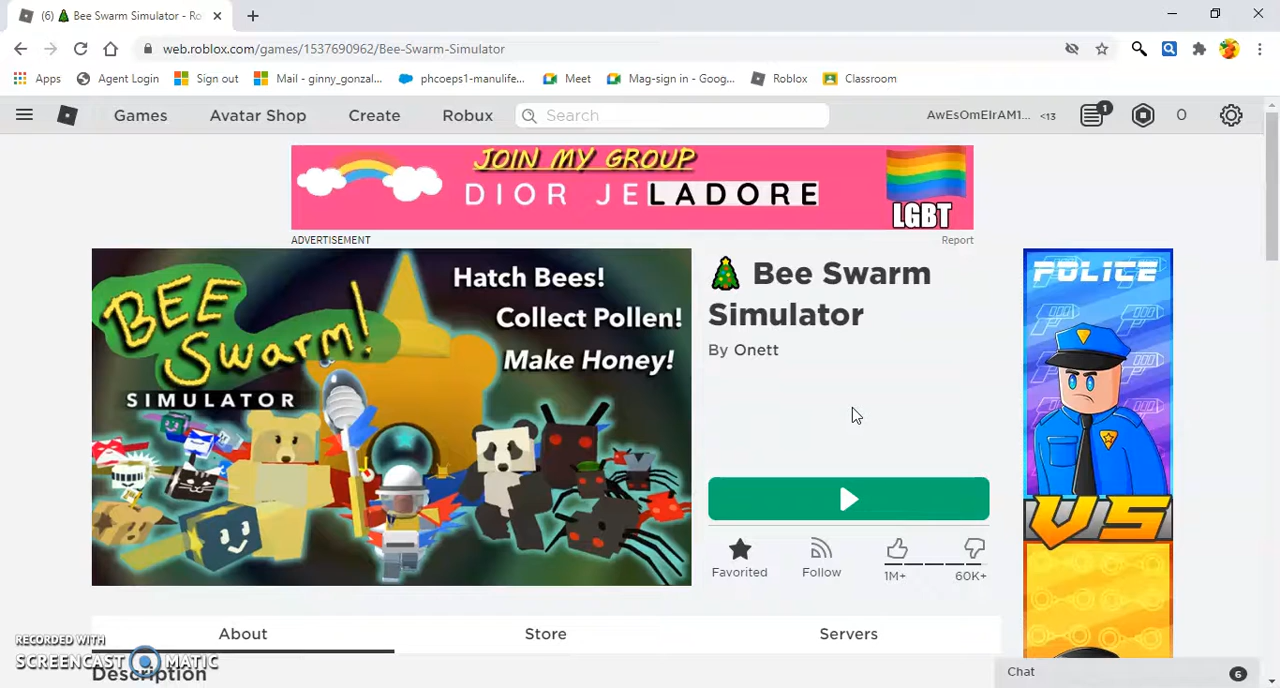 (6) 🎄 Bee Swarm Simulator - Ro
web.roblox.com/games/1537690962/Bee-Swarm-Simulator
Apps Agent Login Sign out Mail - ginny_gonzal... phcoeps1-manulife... Meet Mag-sign in - Goog... Roblox Classroom
Games Avatar Shop Create Robux Search AwEsOmEIrAM1... <13 1 0
JOIN MY GROUP
DIOR JELADORE
LGBT
ADVERTISEMENT Report
BEE
Swarm!
SIMULATOR
Hatch Bees!
Collect Pollen!
Make Honey!
🎄 Bee Swarm
Simulator
By Onett
Favorited Follow 1M+ 60K+
POLICE
VS
About Store Servers
Description
RECORDED WITH
SCREENCAST MATIC
Chat 6